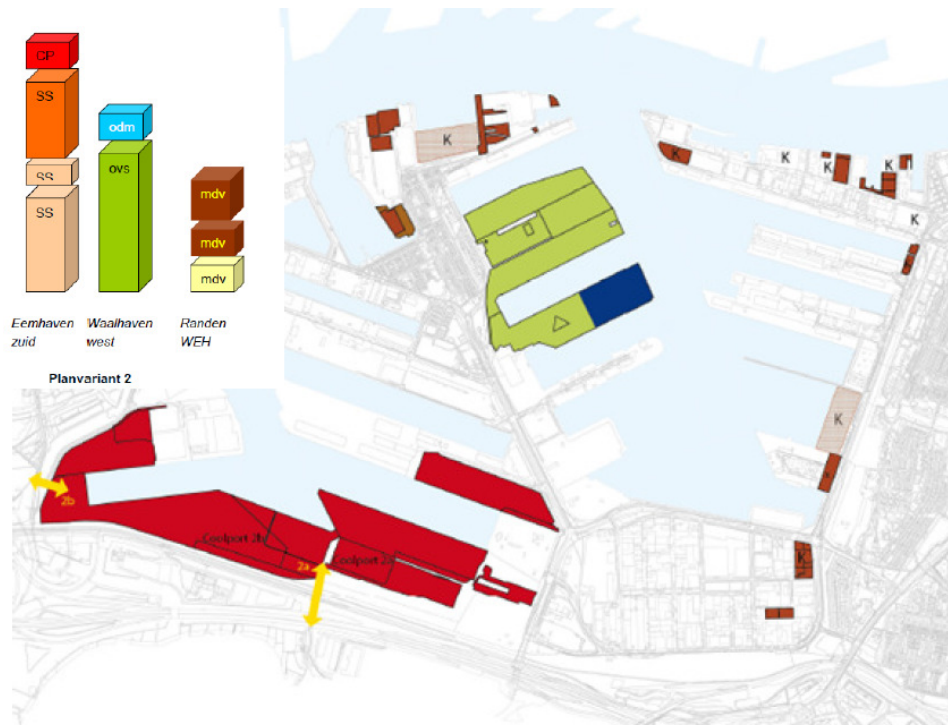 CP
SS
SS
SS
odm
ovs
mdv
mdv
mdv
Eemhaven
zuid
Waalhaven
west
Randen
WEH
Planvariant 2
K
K
K
K
K
K
K
K
2b
Coolport 2b
2a
Coolport 2a